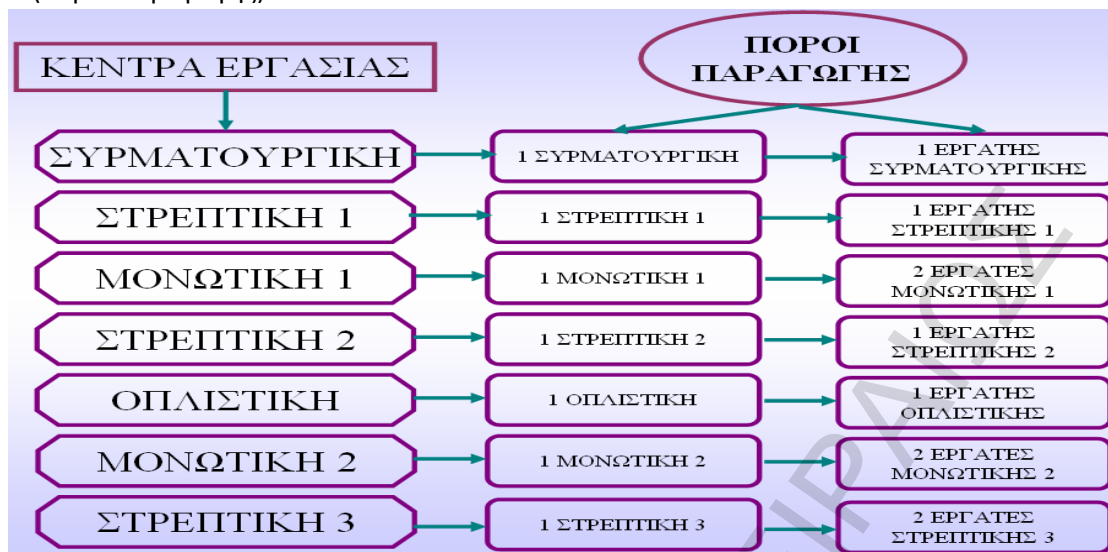 ΚΕΝΤΡΑ ΕΡΓΑΣΙΑΣ
ΠΟΡΟΙ
ΠΑΡΑΓΩΓΗΣ
ΣΥΡΜΑΤΟΥΡΓΙΚΗ
1 ΣΥΡΜΑΤΟΥΡΓΙΚΗ
1 ΕΡΓΑΤΗΣ
ΣΥΡΜΑΤΟΥΡΓΙΚΗΣ
ΣΤΡΕΠΤΙΚΗ 1
1 ΣΤΡΕΠΤΙΚΗ 1
1 ΕΡΓΑΤΗΣ
ΣΤΡΕΠΤΙΚΗΣ 1
ΜΟΝΩΤΙΚΗ 1
1 ΜΟΝΩΤΙΚΗ 1
2 ΕΡΓΑΤΕΣ
ΜΟΝΩΤΙΚΗΣ 1
ΣΤΡΕΠΤΙΚΗ 2
1 ΣΤΡΕΠΤΙΚΗ 2
1 ΕΡΓΑΤΗΣ
ΣΤΡΕΠΤΙΚΗΣ 2
ΟΠΛΙΣΤΙΚΗ
1 ΟΠΛΙΣΤΙΚΗ
1 ΕΡΓΑΤΗΣ
ΟΠΛΙΣΤΙΚΗΣ
ΜΟΝΩΤΙΚΗ 2
1 ΜΟΝΩΤΙΚΗ 2
2 ΕΡΓΑΤΕΣ
ΜΟΝΩΤΙΚΗΣ 2
ΣΤΡΕΠΤΙΚΗ 3
1 ΣΤΡΕΠΤΙΚΗ 3
2 ΕΡΓΑΤΕΣ
ΣΤΡΕΠΤΙΚΗΣ 3